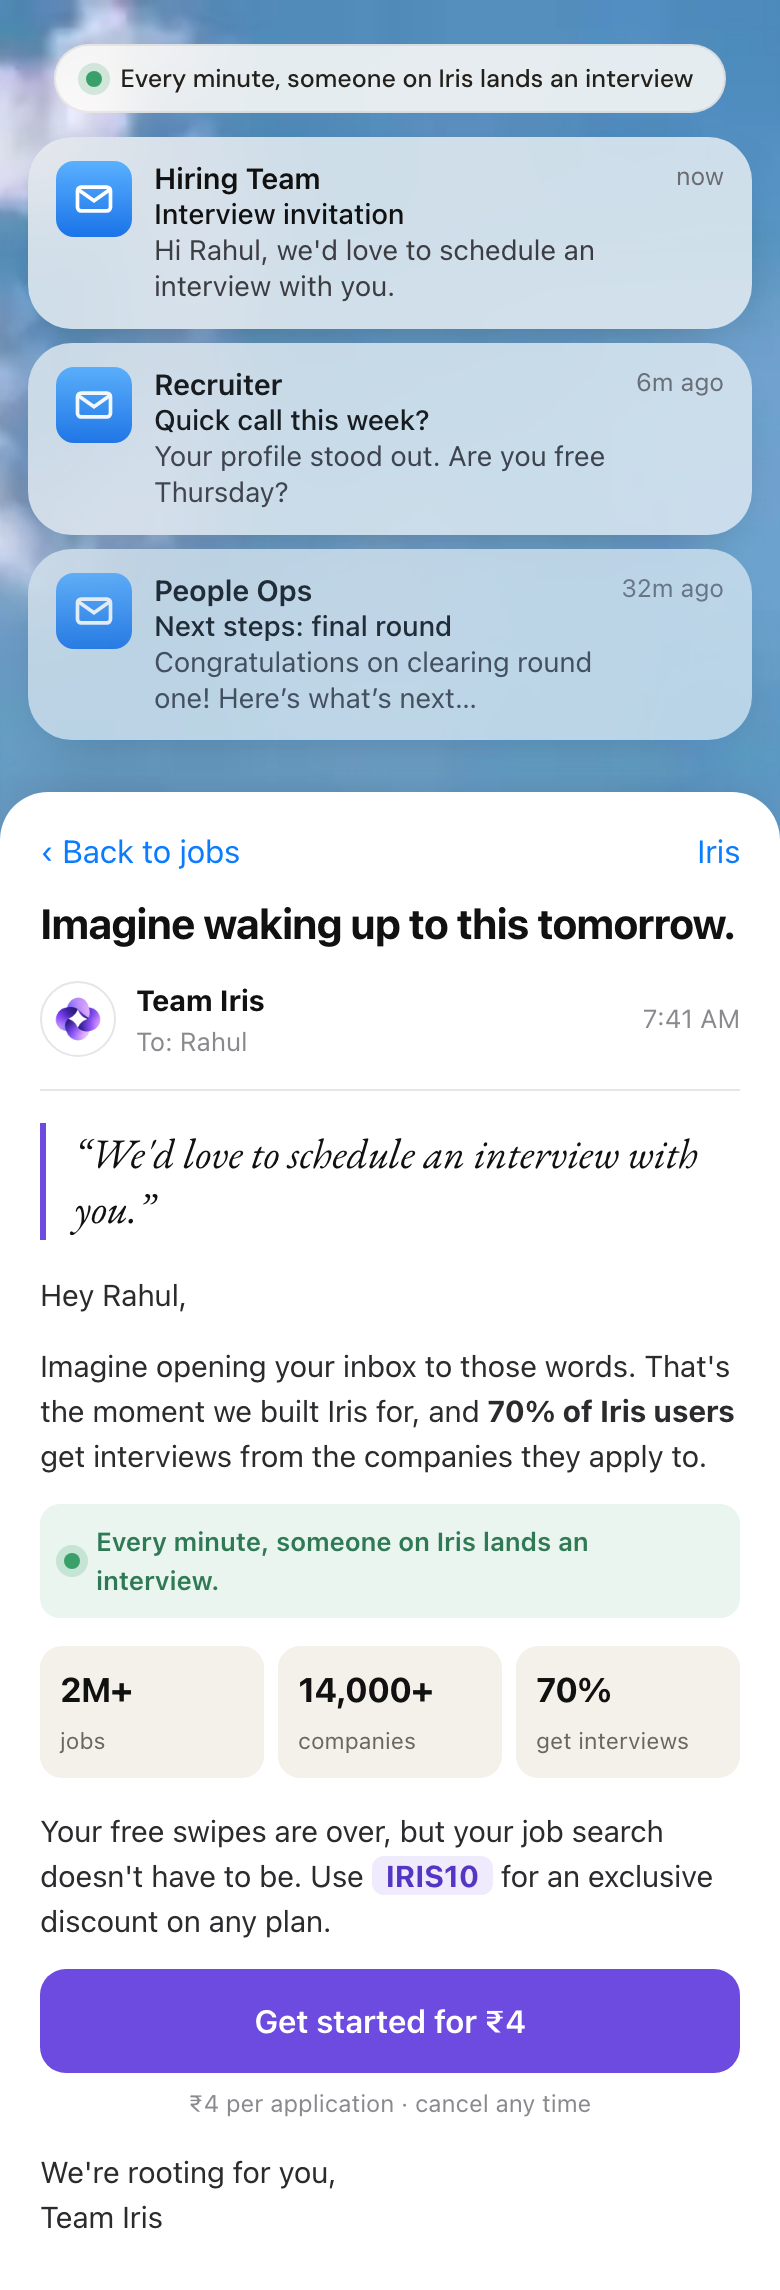 Every minute, someone on Iris lands an interview
Hiring Team
now
Interview invitation
Hi Rahul, we'd love to schedule an
interview with you.
Recruiter
6m ago
Quick call this week?
Your profile stood out. Are you free
Thursday?
People Ops
32m ago
Next steps: final round
Congratulations on clearing round
one! Here’s what’s next...
‹ Back to jobs
Iris
Imagine waking up to this tomorrow.
Team Iris
To: Rahul
7:41 AM
“We'd love to schedule an interview with
you.”
Hey Rahul,
Imagine opening your inbox to those words. That's
the moment we built Iris for, and 70% of Iris users
get interviews from the companies they apply to.
Every minute, someone on Iris lands an
interview.
2M+
jobs
14,000+
companies
70%
get interviews
Your free swipes are over, but your job search
doesn't have to be. Use IRIS10 for an exclusive
discount on any plan.
Get started for ₹4
₹4 per application · cancel any time
We're rooting for you,
Team Iris